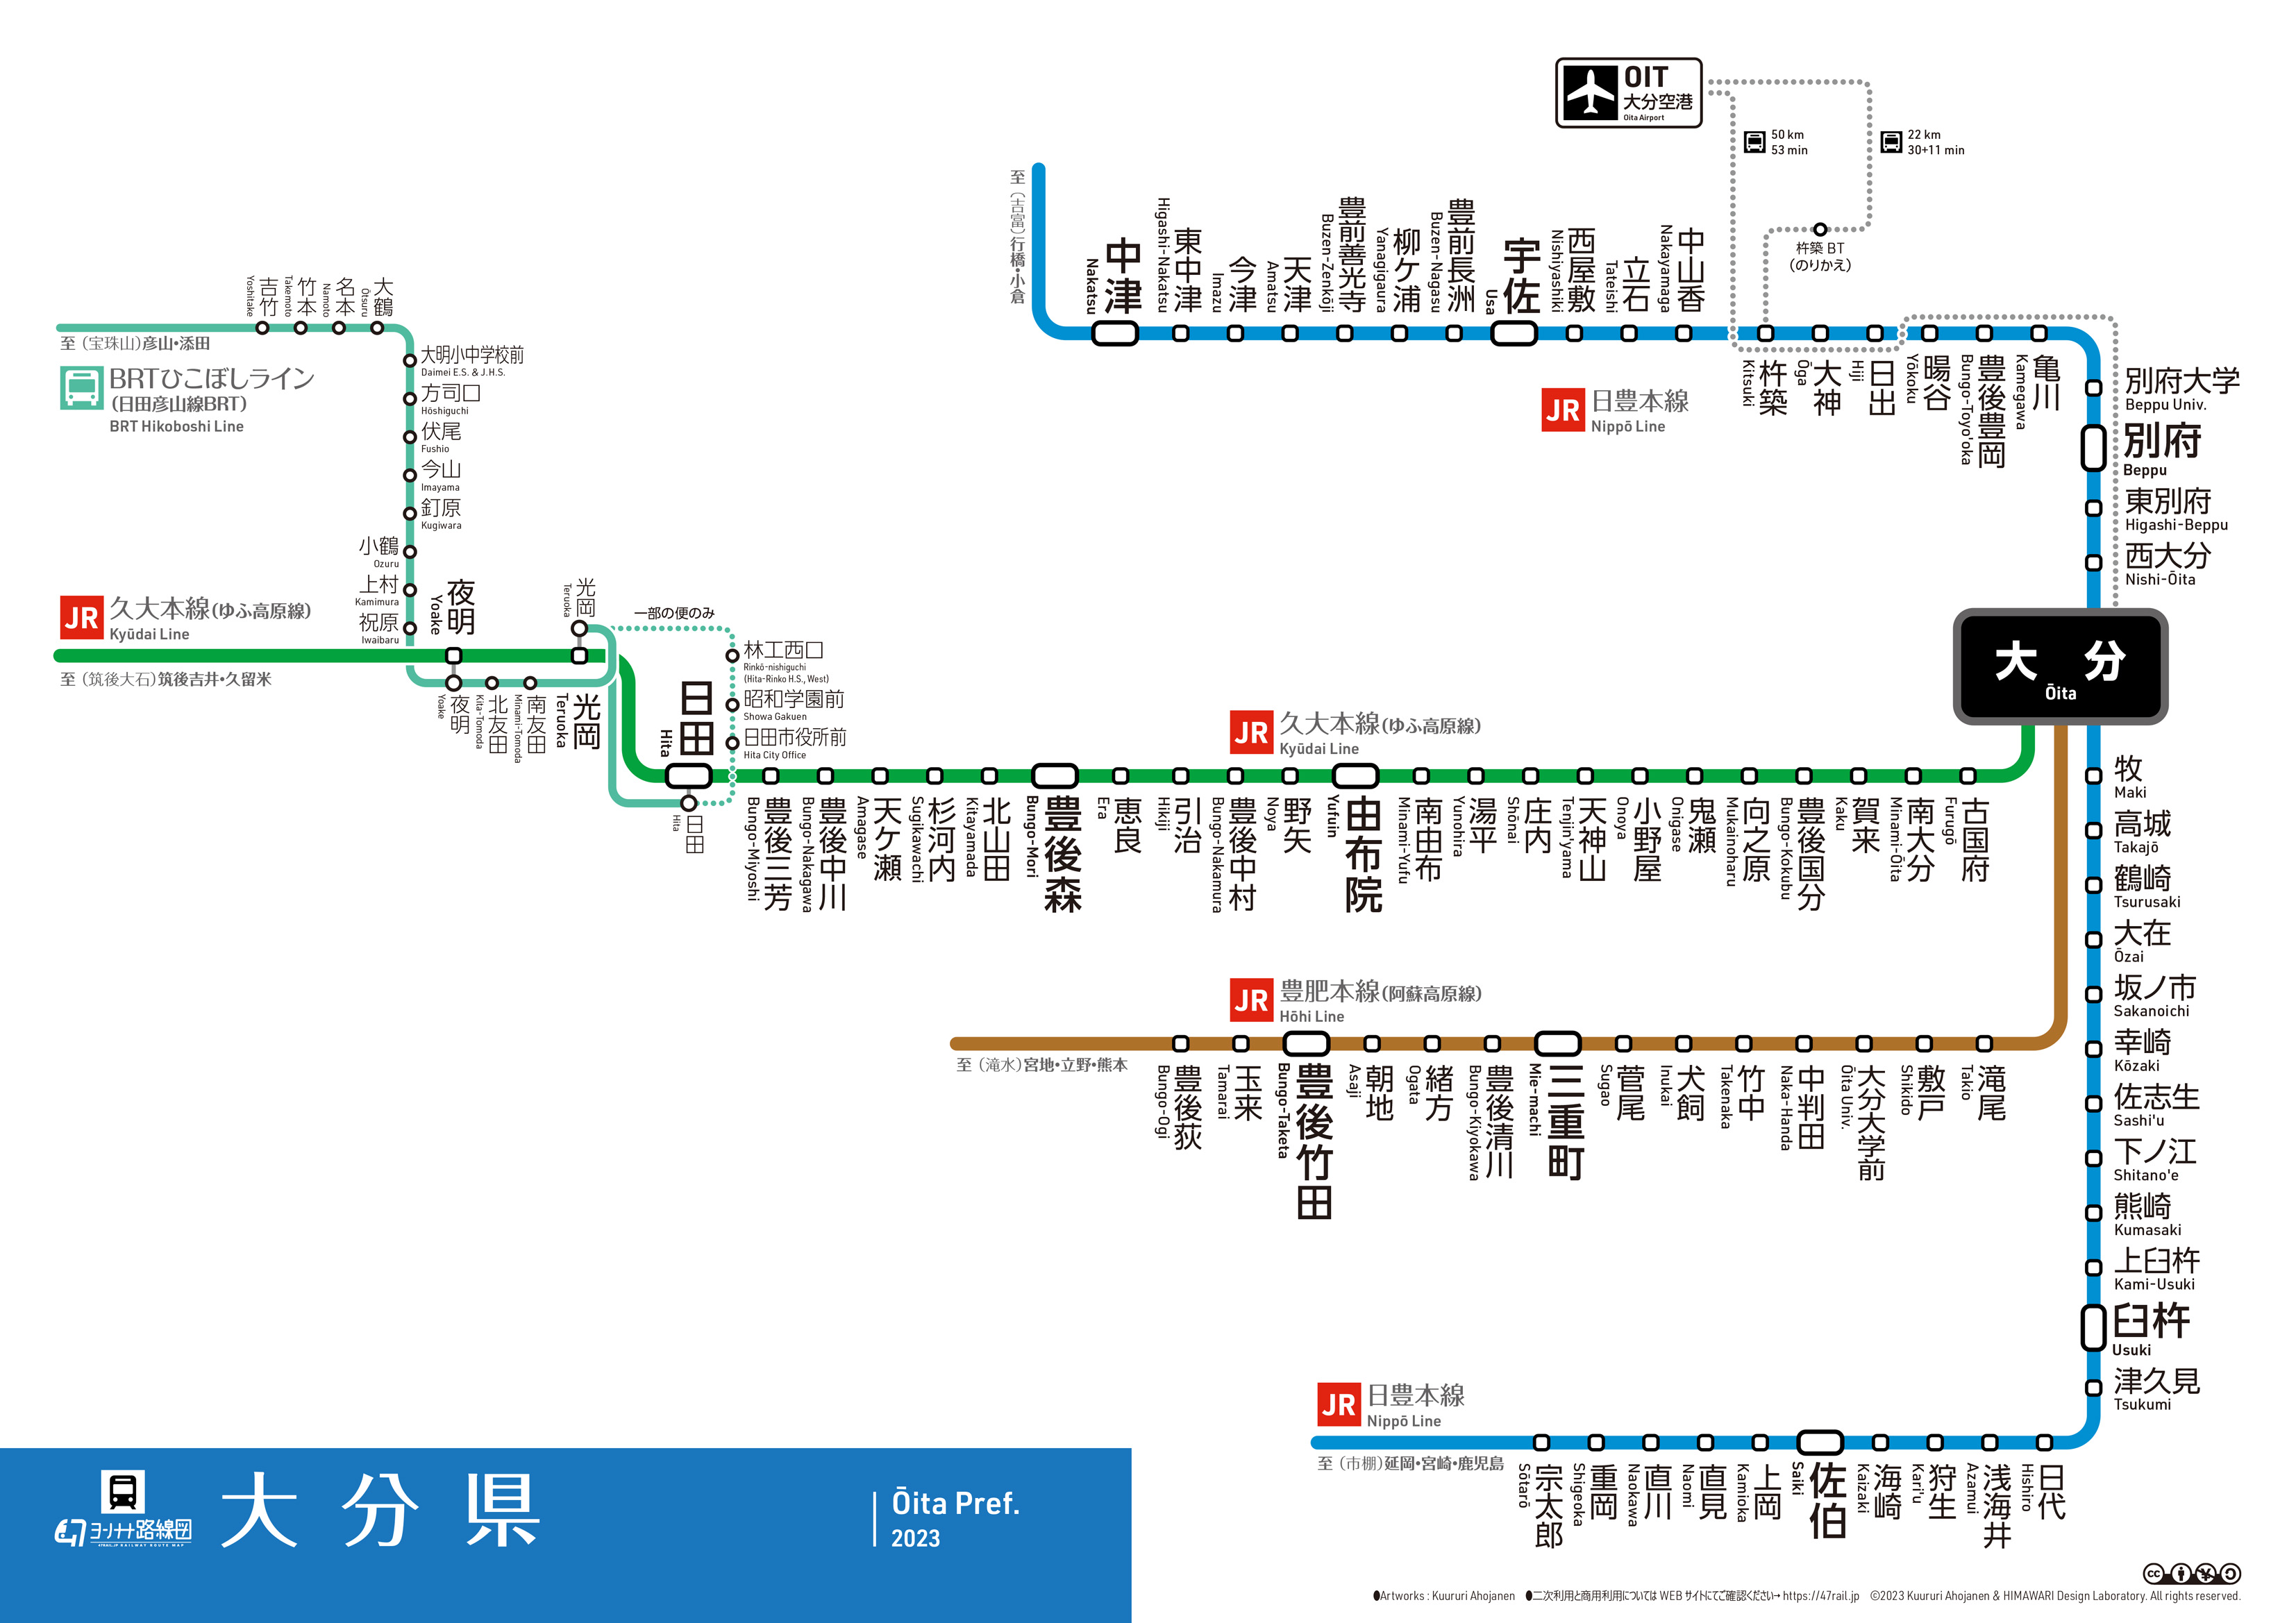 OIT
大分空港
Oita Airport
50 km
53 min
22 km
30+11 min
杵築 BT
(のりかえ)
至(吉富)行橋・小倉
中津
Nakatsu
東中津
Higashi-Nakatsu
今津
Imazu
天津
Amatsu
豊前善光寺
Buzen-Zenkōji
柳ケ浦
Yanagigaura
豊前長洲
Buzen-Nagasu
宇佐
Usa
西屋敷
Nishiyashiki
立石
Tateishi
中山香
Nakayamaga
杵築
Kitsuki
大神
Ōga
日出
Hiji
暘谷
Yōkoku
豊後豊岡
Bungo-Toyo'oka
亀川
Kamegawa
JR
日豊本線
Nippō Line
別府大学
Beppu Univ.
別府
Beppu
東別府
Higashi-Beppu
西大分
Nishi-Ōita
大分
Ōita
吉竹
Yoshitake
竹本
Takemoto
名本
Namoto
大鶴
Ōtsuru
至(宝珠山)彦山・添田
BRTひこぼしライン
(日田彦山線BRT)
BRT Hikoboshi Line
大明小中学校前
Daimei E.S. & J.H.S.
方司口
Hōshiguchi
伏尾
Fushio
今山
Imayama
釘原
Kugiwara
小鶴
Ozuru
上村
Kamimura
祝原
Iwaibaru
JR
久大本線(ゆふ高原線)
Kyūdai Line
至(筑後大石)筑後吉井・久留米
夜明
Yoake
夜明
Yoake
北友田
Kita-Tomoda
南友田
Minami-Tomoda
光岡
Teruoka
光岡
Teruoka
一部の便のみ
林工西口
Rinkō-nishiguchi
(Hita-Rinko H.S., West)
昭和学園前
Showa Gakuen
日田市役所前
Hita City Office
日田
Hita
日田
Hita
JR
久大本線(ゆふ高原線)
Kyūdai Line
豊後三芳
Bungo-Miyoshi
豊後中川
Bungo-Nakagawa
天ケ瀬
Amagase
杉河内
Sugikawachi
北山田
Kitayamada
豊後森
Bungo-Mori
恵良
Era
引治
Hikiji
豊後中村
Bungo-Nakamura
野矢
Noya
由布院
Yufuin
南由布
Minami-Yufu
湯平
Yunohira
庄内
Shōnai
天神山
Tenjin'yama
小野屋
Onoya
鬼瀬
Onigase
向之原
Mukainoharu
豊後国分
Bungo-Kokubu
賀来
Kaku
南大分
Minami-Ōita
古国府
Furugō
JR
豊肥本線(阿蘇高原線)
Hōhi Line
至(滝水)宮地・立野・熊本
豊後荻
Bungo-Ogi
玉来
Tamarai
豊後竹田
Bungo-Taketa
朝地
Asaji
緒方
Ogata
豊後清川
Bungo-Kiyokawa
三重町
Mie-machi
菅尾
Sugao
犬飼
Inukai
竹中
Takenaka
中判田
Naka-Handa
大分大学前
Ōita Univ.
敷戸
Shikido
滝尾
Takio
牧
Maki
高城
Takajō
鶴崎
Tsurusaki
大在
Ōzai
坂ノ市
Sakanoichi
幸崎
Kōzaki
佐志生
Sashi'u
下ノ江
Shitano'e
熊崎
Kumasaki
上臼杵
Kami-Usuki
臼杵
Usuki
津久見
Tsukumi
JR
日豊本線
Nippō Line
至(市棚)延岡・宮崎・鹿児島
宗太郎
Sōtarō
重岡
Shigeoka
直川
Naokawa
直見
Naomi
上岡
Kamioka
佐伯
Saiki
海崎
Kaizaki
狩生
Kari'u
浅海井
Azamui
日代
Hishiro
47 ヨンナナ路線図
47RAIL.JP RAILWAY ROUTE MAP
大分県
Ōita Pref.
2023
cc
●Artworks : Kuururi Ahojanen ●二次利用と商用利用については WEB サイトにてご確認ください→ https://47rail.jp ©2023 Kuururi Ahojanen & HIMAWARI Design Laboratory. All rights reserved.